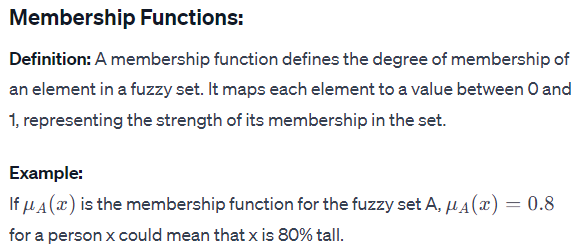 Membership Functions:
Definition: A membership function defines the degree of membership of
an element in a fuzzy set. It maps each element to a value between 0 and
1, representing the strength of its membership in the set.
Example:
If μ_A(x) is the membership function for the fuzzy set A, μ_A(x) = 0.8
for a person x could mean that x is 80% tall.